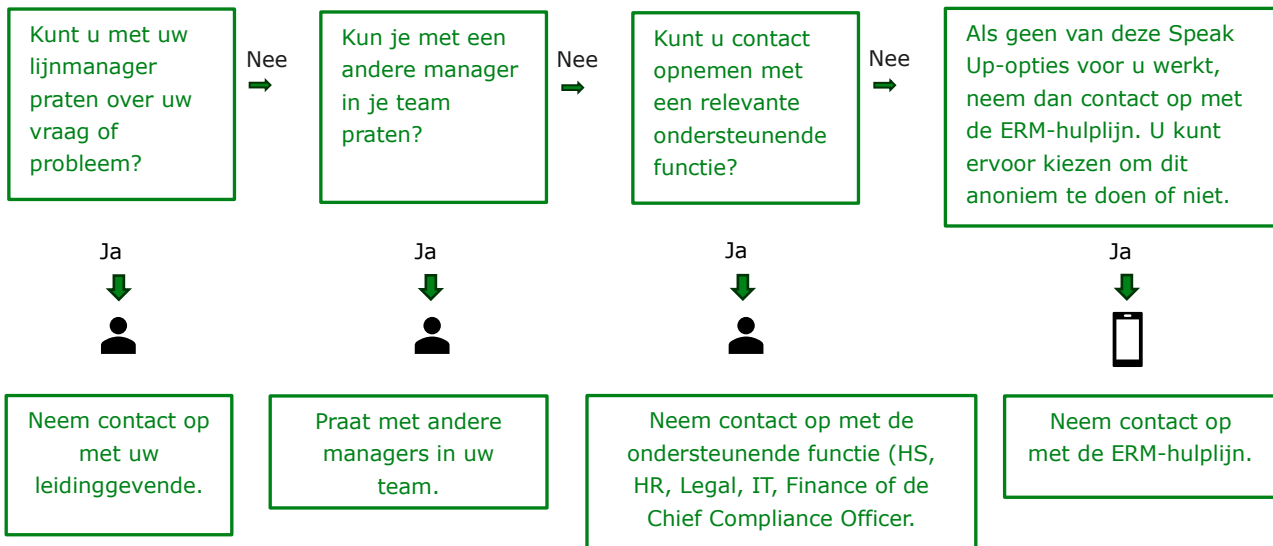 Kunt u met uw
lijnmanager
praten over uw
vraag of
probleem?
Nee
Kun je met een
andere manager
in je team
praten?
Nee
Kunt u contact
opnemen met
een relevante
ondersteunende
functie?
Nee
Als geen van deze Speak
Up-opties voor u werkt,
neem dan contact op met
de ERM-hulplijn. U kunt
ervoor kiezen om dit
anoniem te doen of niet.
Ja
Ja
Ja
Ja
Neem contact op
met uw
leidinggevende.
Praat met andere
managers in uw
team.
Neem contact op met de
ondersteunende functie (HS,
HR, Legal, IT, Finance of de
Chief Compliance Officer.
Neem contact op
met de ERM-hulplijn.